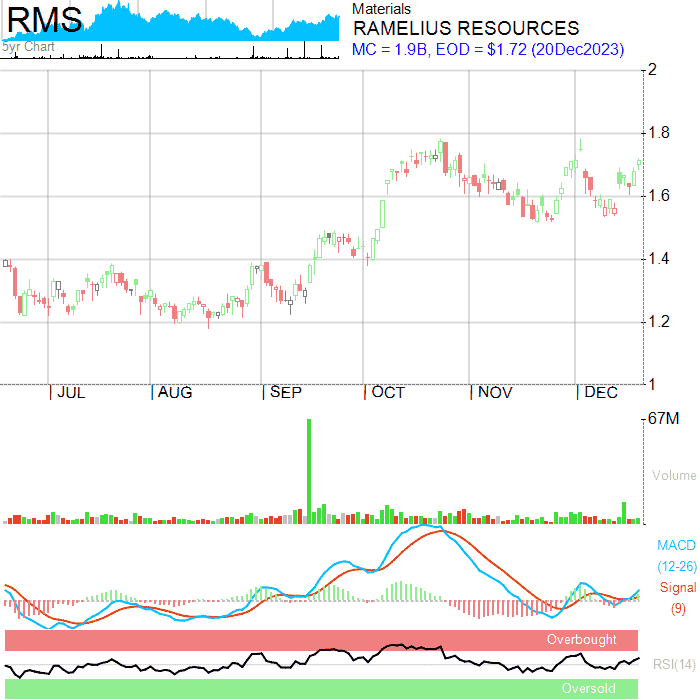 RMS
5yr Chart
Materials
RAMELIUS RESOURCES
MC = 1.9B, EOD = $1.72 (20Dec2023)
2
1.8
1.6
1.4
1.2
1
JUL AUG SEP OCT NOV DEC
67M
Volume
MACD
(12-26)
Signal
(9)
Overbought
RSI(14)
Oversold